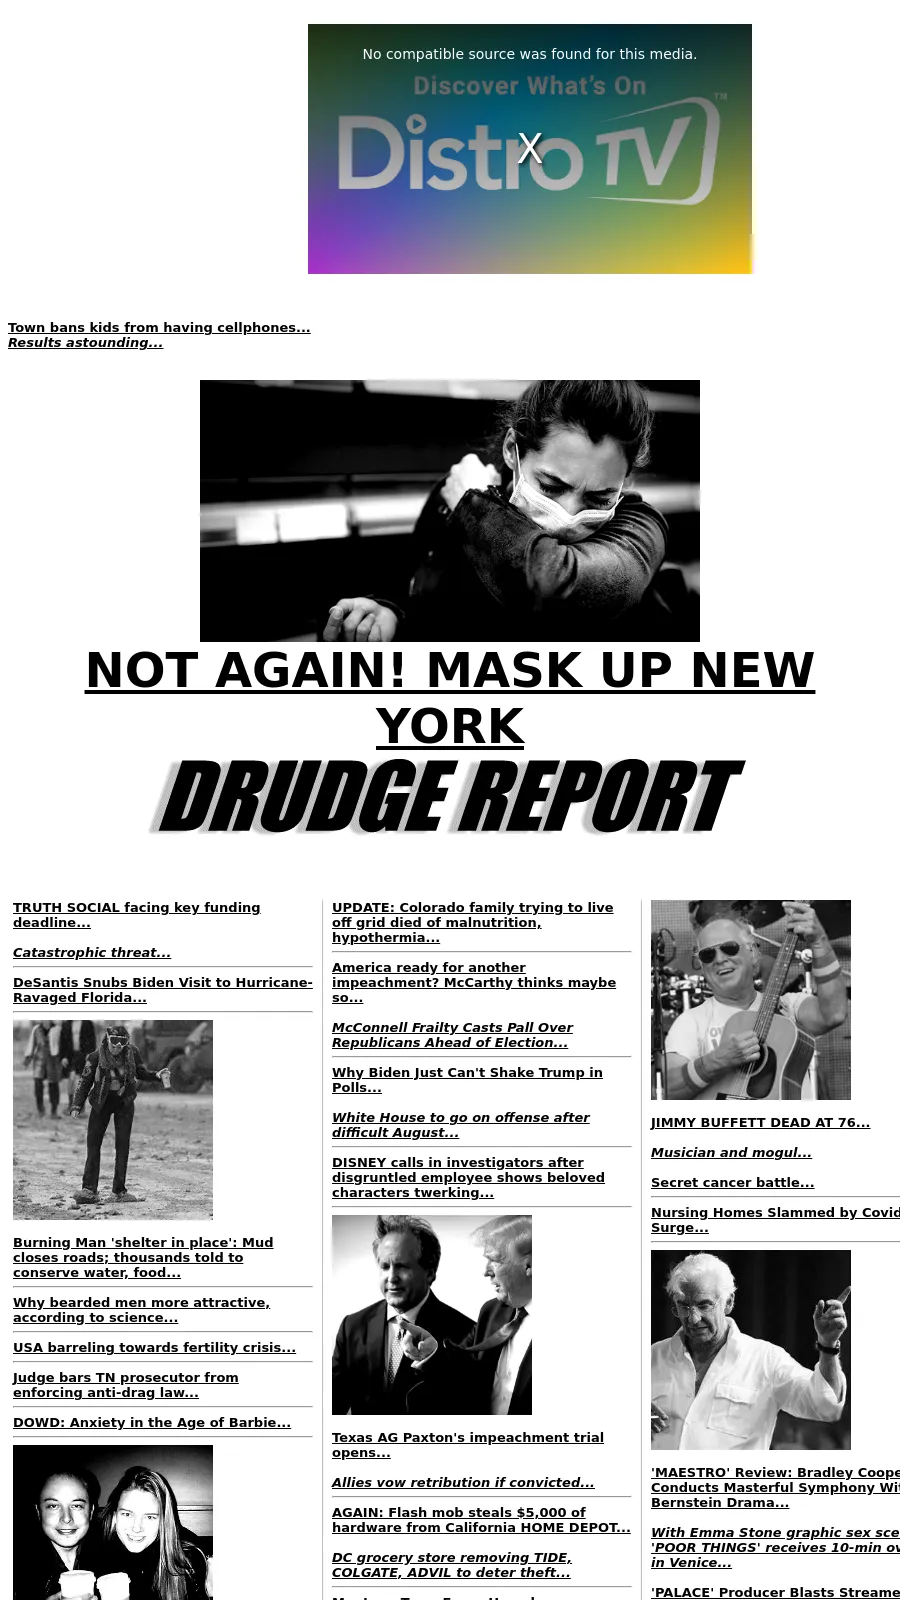 No compatible source was found for this media.
Discover What's On
DistroTV™
X
Town bans kids from having cellphones...
Results astounding...
NOT AGAIN! MASK UP NEW
YORK
DRUDGE REPORT
TRUTH SOCIAL facing key funding
deadline...
Catastrophic threat...
DeSantis Snubs Biden Visit to Hurricane-
Ravaged Florida...
Burning Man 'shelter in place': Mud
closes roads; thousands told to
conserve water, food...
Why bearded men more attractive,
according to science...
USA barreling towards fertility crisis...
Judge bars TN prosecutor from
enforcing anti-drag law...
DOWD: Anxiety in the Age of Barbie...
UPDATE: Colorado family trying to live
off grid died of malnutrition,
hypothermia...
America ready for another
impeachment? McCarthy thinks maybe
so...
McConnell Frailty Casts Pall Over
Republicans Ahead of Election...
Why Biden Just Can't Shake Trump in
Polls...
White House to go on offense after
difficult August...
DISNEY calls in investigators after
disgruntled employee shows beloved
characters twerking...
Texas AG Paxton's impeachment trial
opens...
Allies vow retribution if convicted...
AGAIN: Flash mob steals $5,000 of
hardware from California HOME DEPOT...
DC grocery store removing TIDE,
COLGATE, ADVIL to deter theft...
JIMMY BUFFETT DEAD AT 76...
Musician and mogul...
Secret cancer battle...
Nursing Homes Slammed by Covid
Surge...
'MAESTRO' Review: Bradley Coope
Conducts Masterful Symphony Wi
Bernstein Drama...
With Emma Stone graphic sex sce
'POOR THINGS' receives 10-min ov
in Venice...
'PALACE' Producer Blasts Streame